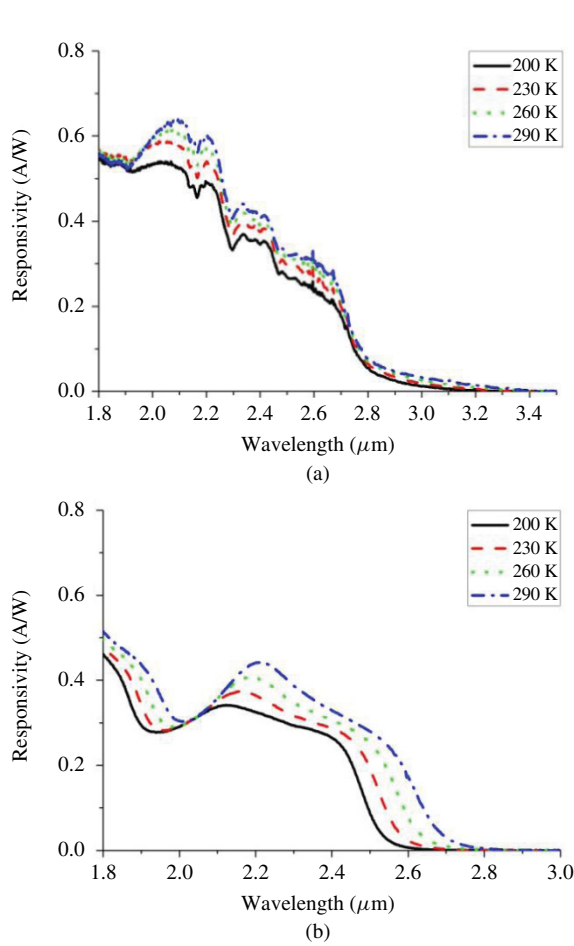 0.8
200 K
230 K
0.6
260 K
290 K
Responsivity (A/W)
0.4
0.2
0.0
1.8 2.0 2.2 2.4 2.6 2.8 3.0 3.2 3.4
Wavelength (μm)
(a)
0.8
200 K
230 K
260 K
0.6
290 K
Responsivity (A/W)
0.4
0.2
0.0
1.8 2.0 2.2 2.4 2.6 2.8 3.0
Wavelength (μm)
(b)